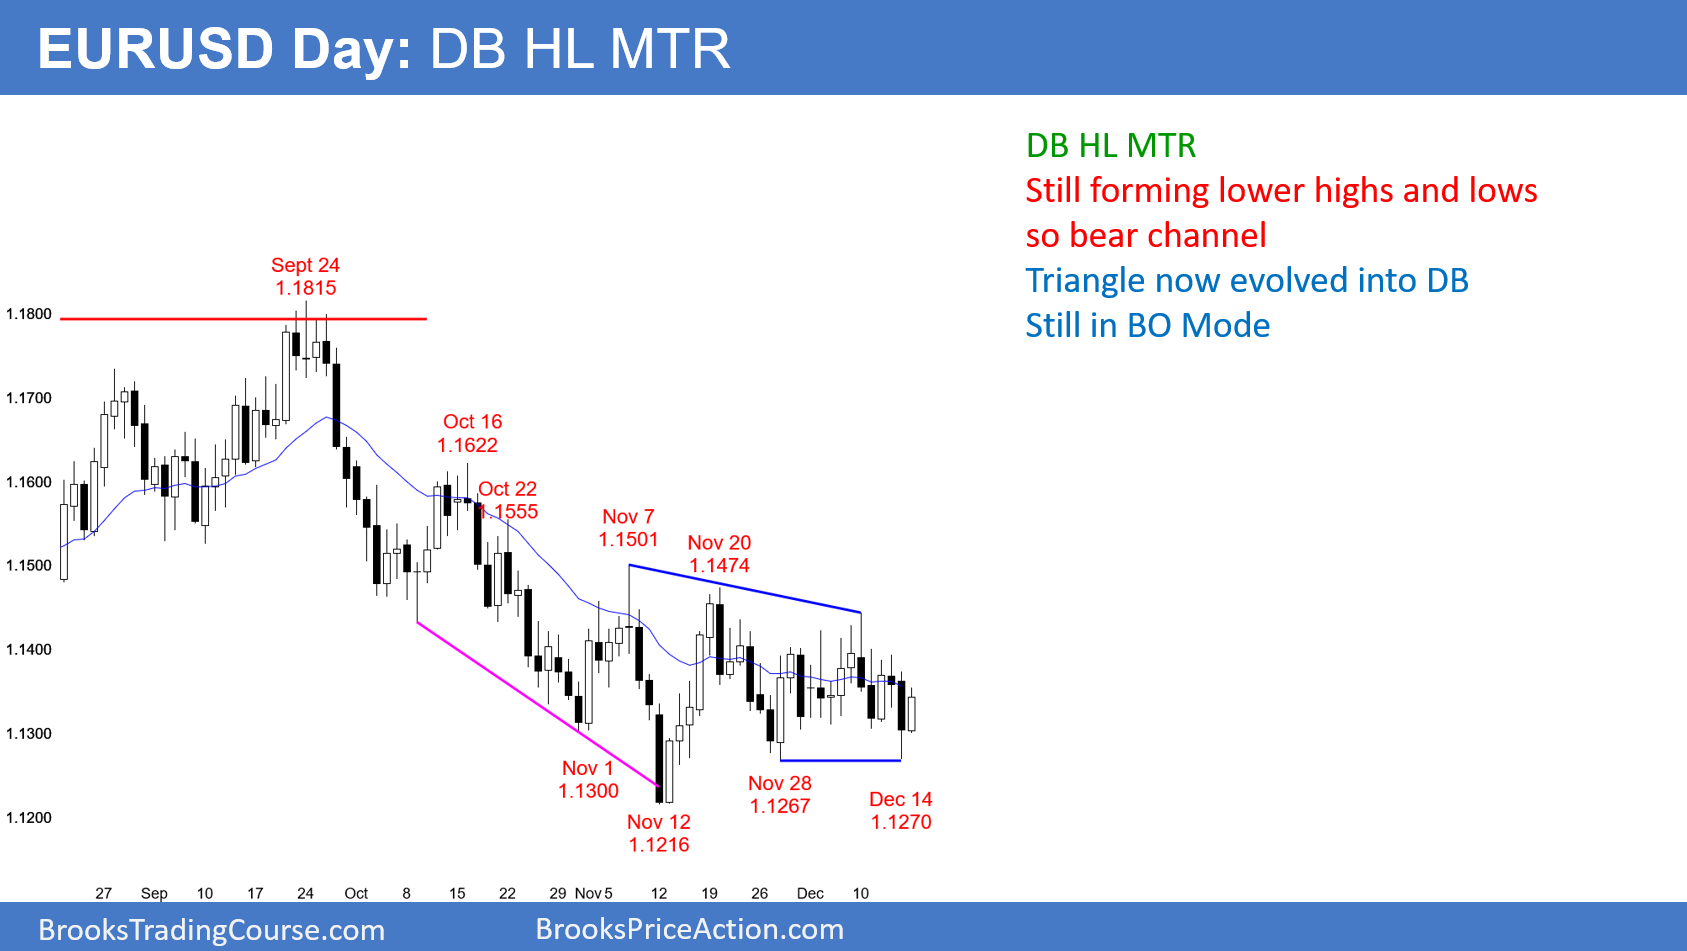 EURUSD Day: DB HL MTR
DB HL MTR
Still forming lower highs and lows
so bear channel
Triangle now evolved into DB
Still in BO Mode
Sept 24
1.1815
1.1800
1.1700
Oct 16
1.1622
1.1600
Oct 22
1.1555
Nov 7
1.1501
Nov 20
1.1474
1.1500
1.1400
1.1300
Nov 1
1.1300
Nov 28
1.1267
Dec 14
1.1270
1.1200
Nov 12
1.1216
27 Sep 10 17 24 Oct 8 15 22 29 Nov 5 12 19 26 Dec 10
BrooksTradingCourse.com
BrooksPriceAction.com